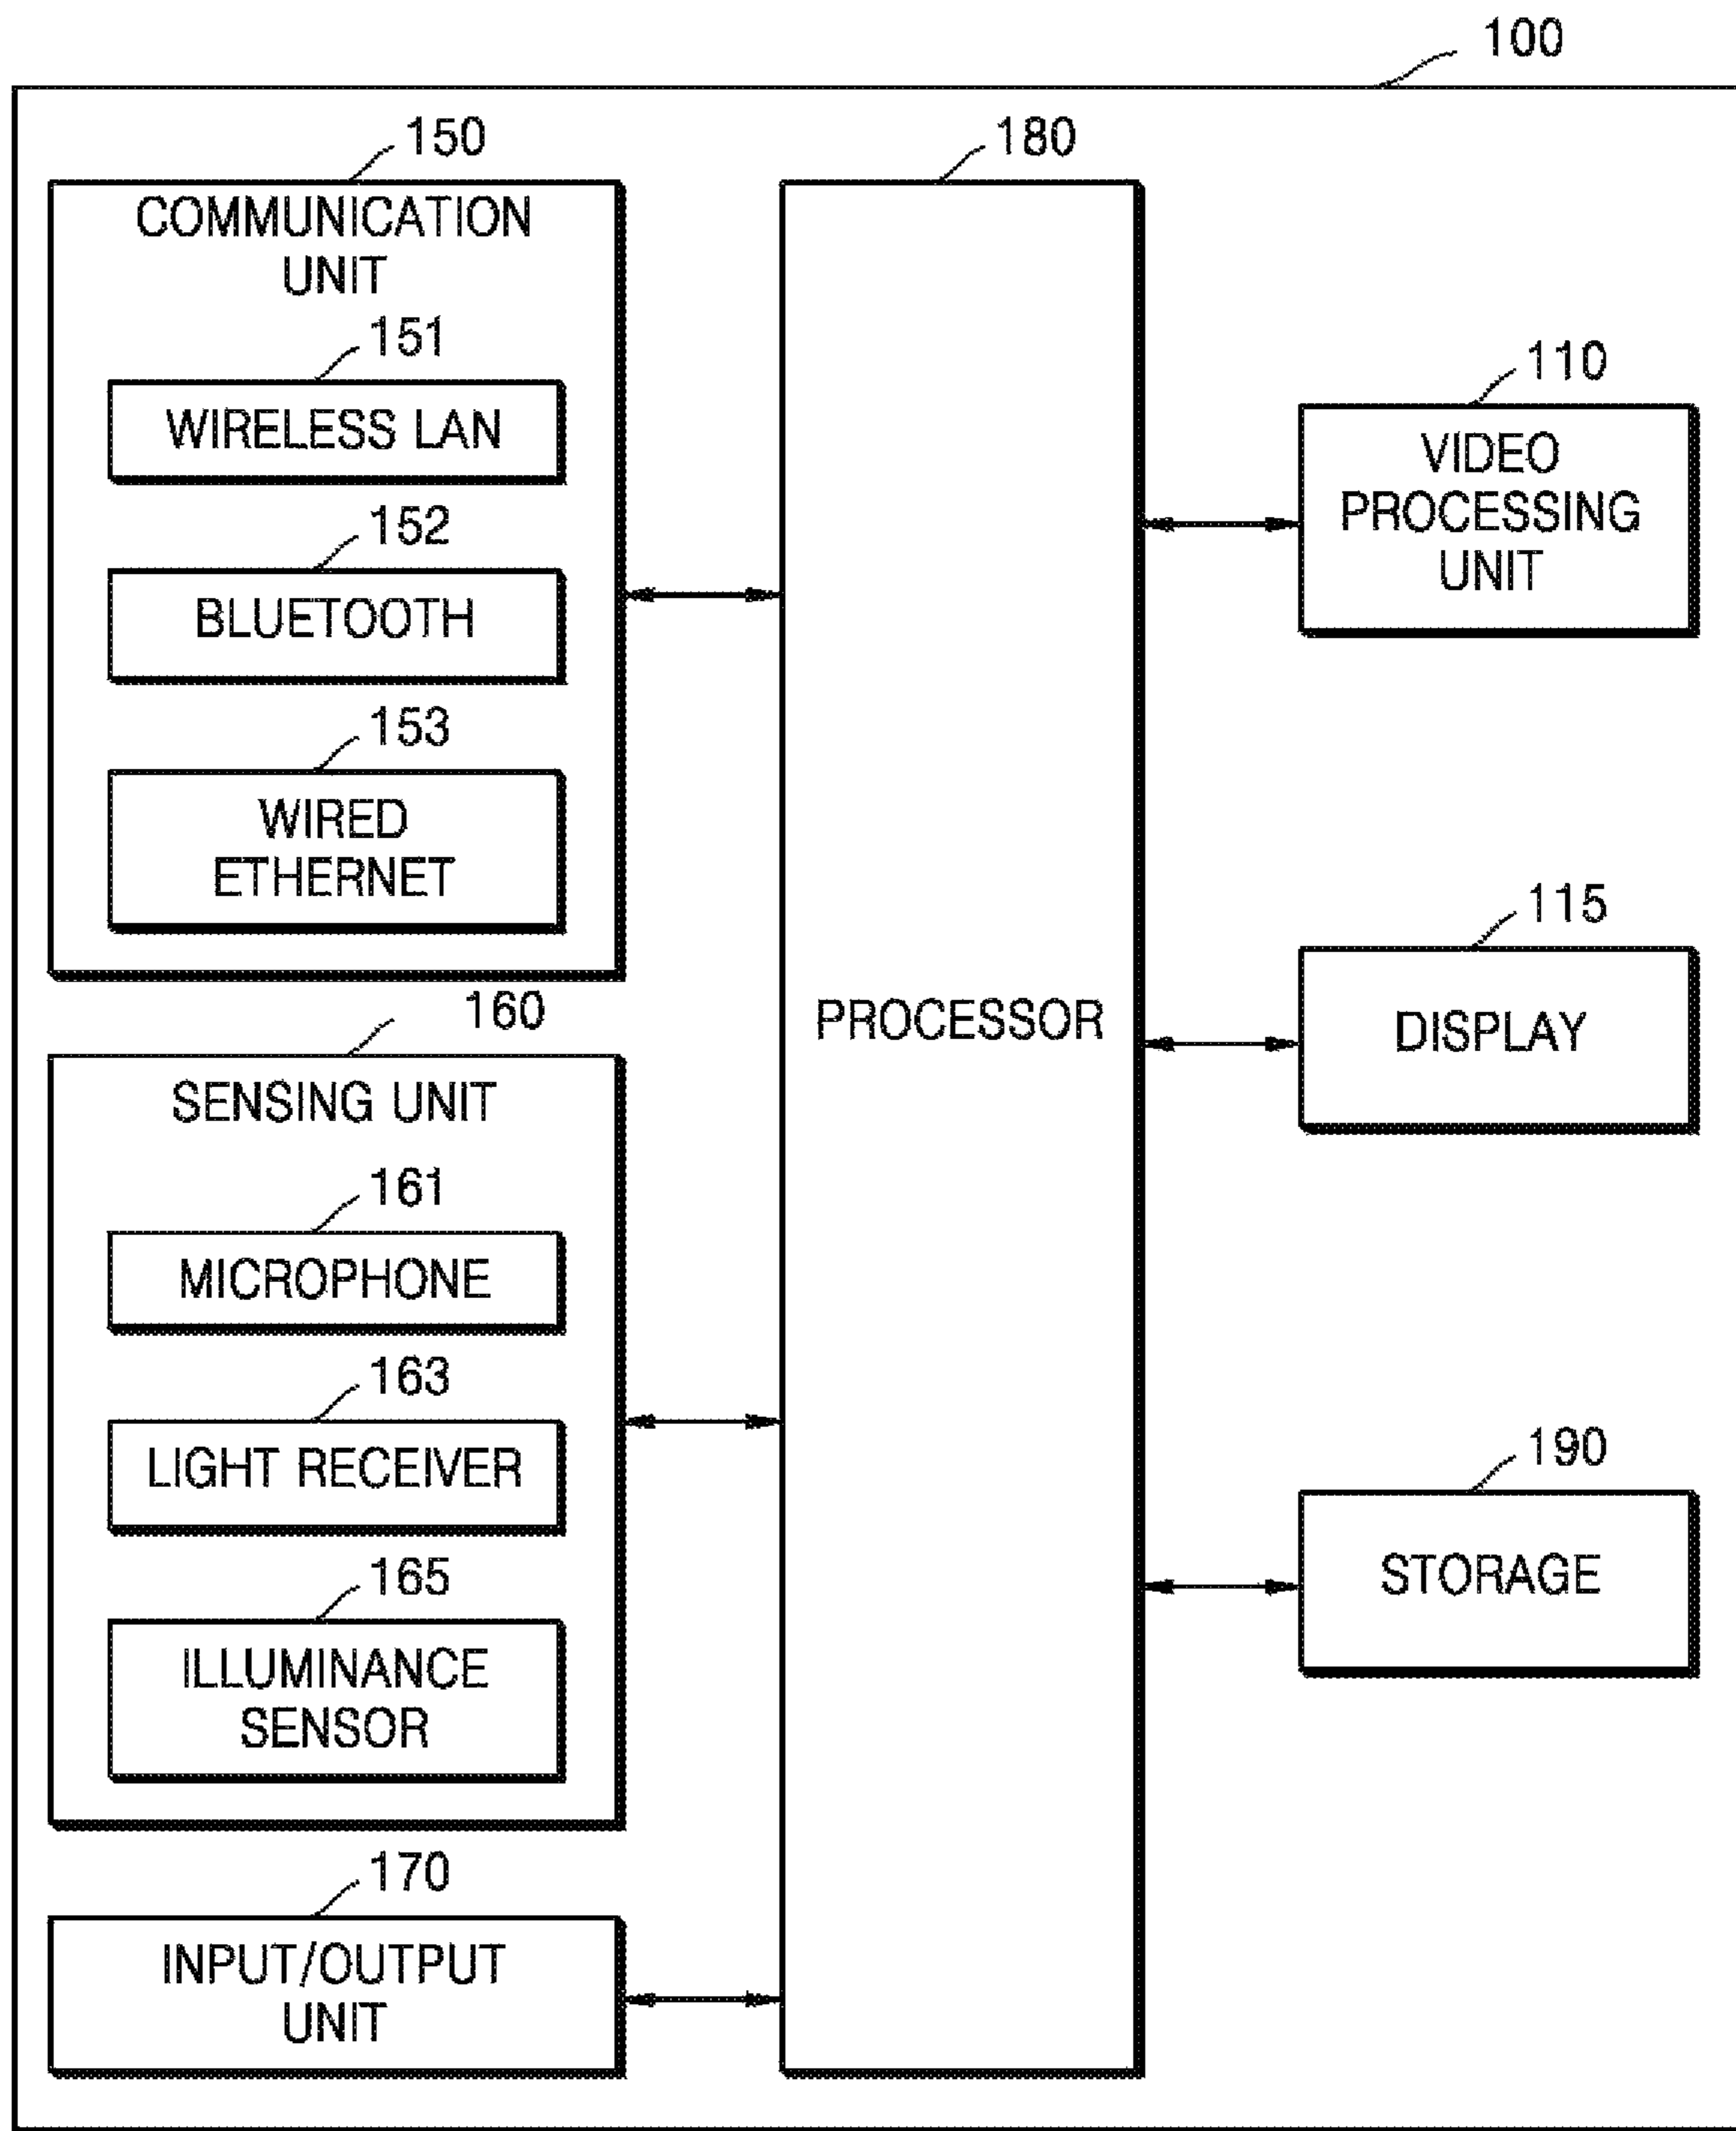 100
150
COMMUNICATION
UNIT
151
WIRELESS LAN
152
BLUETOOTH
153
WIRED
ETHERNET
160
SENSING UNIT
161
MICROPHONE
163
LIGHT RECEIVER
165
ILLUMINANCE
SENSOR
170
INPUT/OUTPUT
UNIT
180
PROCESSOR
110
VIDEO
PROCESSING
UNIT
115
DISPLAY
190
STORAGE